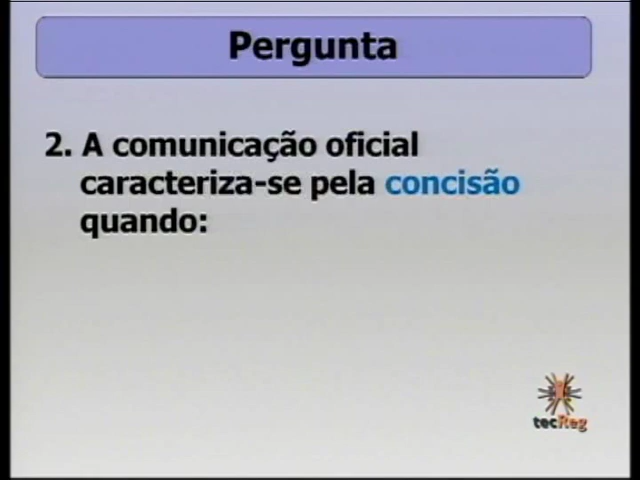 Pergunta
2. A comunicação oficial
caracteriza-se pela concisão
quando:
tecReg